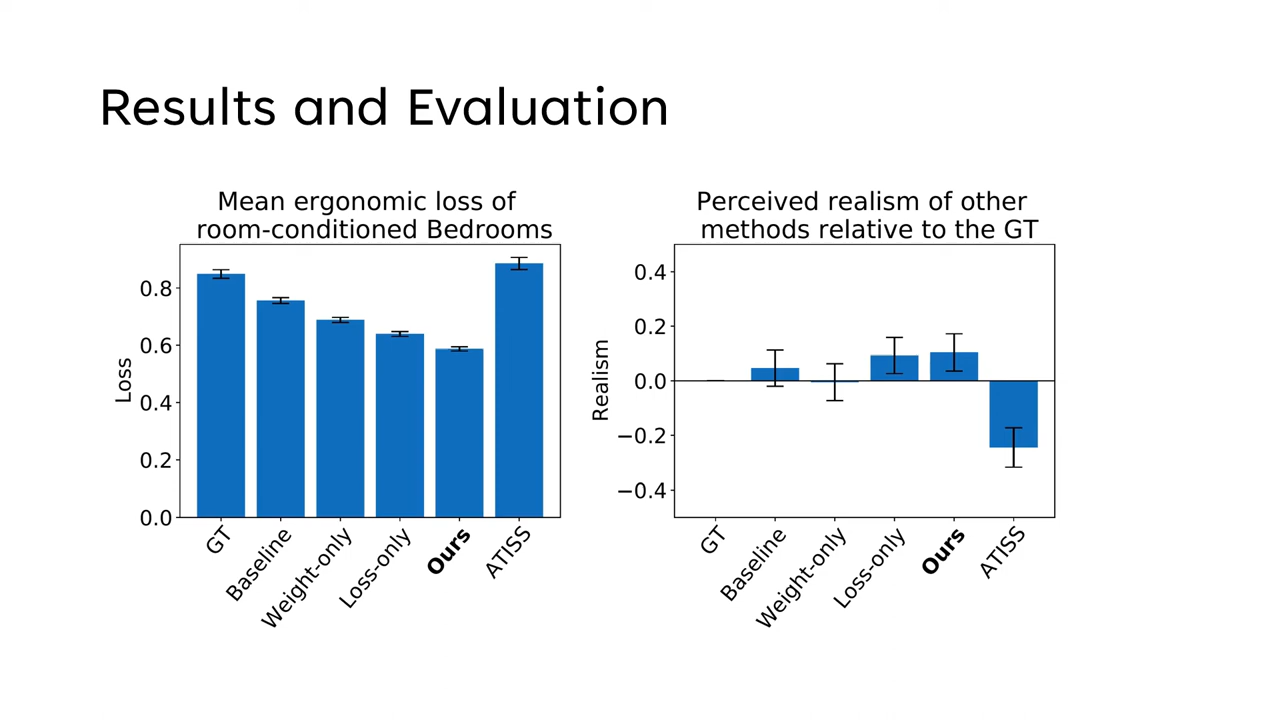 Results and Evaluation
Mean ergonomic loss of
room-conditioned Bedrooms
Loss
0.8
0.6
0.4
0.2
0.0
GT
Baseline
Weight-only
Loss-only
Ours
ATISS
Perceived realism of other
methods relative to the GT
Realism
0.4
0.2
0.0
−0.2
−0.4
GT
Baseline
Weight-only
Loss-only
Ours
ATISS